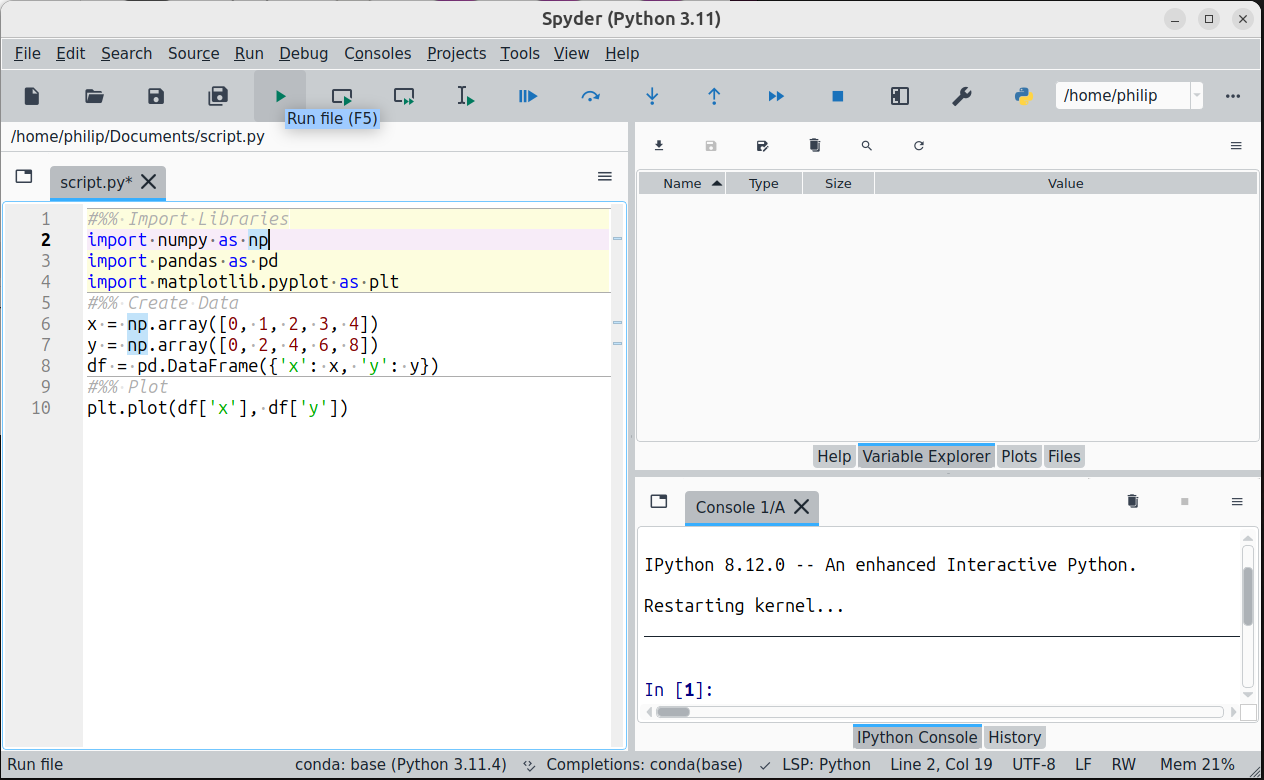 Spyder (Python 3.11)
File Edit Search Source Run Debug Consoles Projects Tools View Help
/home/philip
Run file (F5)
/home/philip/Documents/script.py
script.py*
1 #%% Import Libraries
2 import numpy as np
3 import pandas as pd
4 import matplotlib.pyplot as plt
5 #%% Create Data
6 x = np.array([0, 1, 2, 3, 4])
7 y = np.array([0, 2, 4, 6, 8])
8 df = pd.DataFrame({'x': x, 'y': y})
9 #%% Plot
10 plt.plot(df['x'], df['y'])
Name Type Size Value
Help Variable Explorer Plots Files
Console 1/A
IPython 8.12.0 -- An enhanced Interactive Python.
Restarting kernel...
In [1]:
IPython Console History
Run file conda: base (Python 3.11.4) Completions: conda(base) LSP: Python Line 2, Col 19 UTF-8 LF RW Mem 21%